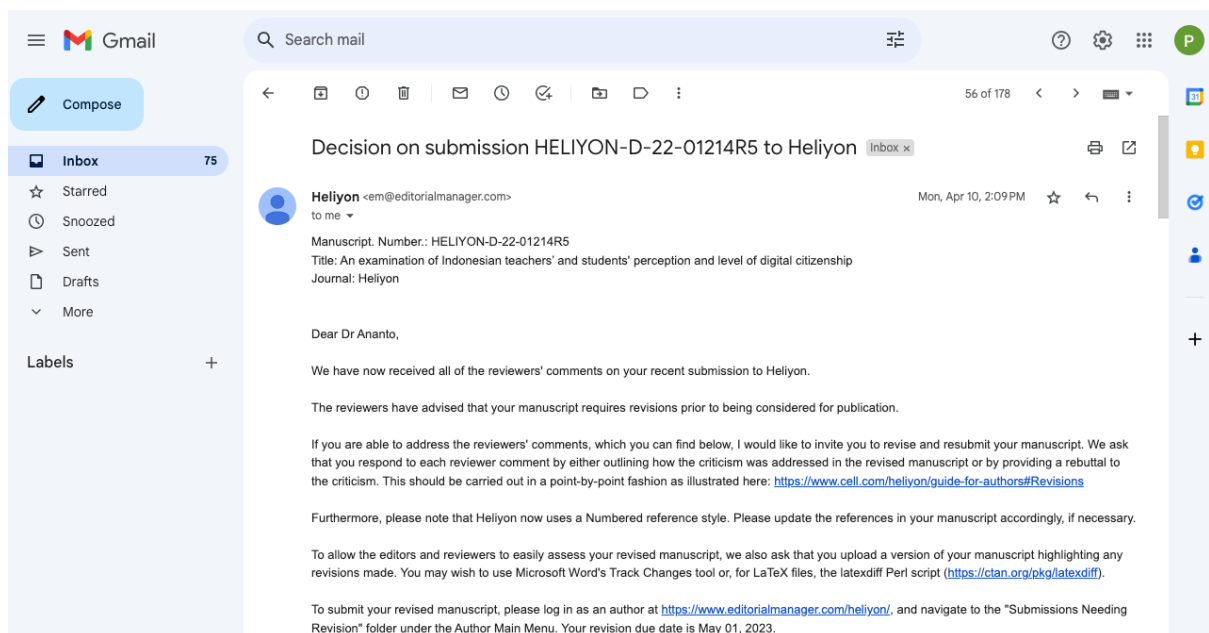 Gmail
Search mail
P
Compose
56 of 178
31
Inbox 75
Starred
Snoozed
Sent
Drafts
More
Labels
Decision on submission HELIYON-D-22-01214R5 to Heliyon Inbox ×
Heliyon <em@editorialmanager.com> Mon, Apr 10, 2:09 PM
to me
Manuscript. Number.: HELIYON-D-22-01214R5
Title: An examination of Indonesian teachers' and students' perception and level of digital citizenship
Journal: Heliyon
Dear Dr Ananto,
We have now received all of the reviewers' comments on your recent submission to Heliyon.
The reviewers have advised that your manuscript requires revisions prior to being considered for publication.
If you are able to address the reviewers' comments, which you can find below, I would like to invite you to revise and resubmit your manuscript. We ask
that you respond to each reviewer comment by either outlining how the criticism was addressed in the revised manuscript or by providing a rebuttal to
the criticism. This should be carried out in a point-by-point fashion as illustrated here: https://www.cell.com/heliyon/guide-for-authors#Revisions
Furthermore, please note that Heliyon now uses a Numbered reference style. Please update the references in your manuscript accordingly, if necessary.
To allow the editors and reviewers to easily assess your revised manuscript, we also ask that you upload a version of your manuscript highlighting any
revisions made. You may wish to use Microsoft Word's Track Changes tool or, for LaTeX files, the latexdiff Perl script (https://ctan.org/pkg/latexdiff).
To submit your revised manuscript, please log in as an author at https://www.editorialmanager.com/heliyon/, and navigate to the "Submissions Needing
Revision" folder under the Author Main Menu. Your revision due date is May 01, 2023.